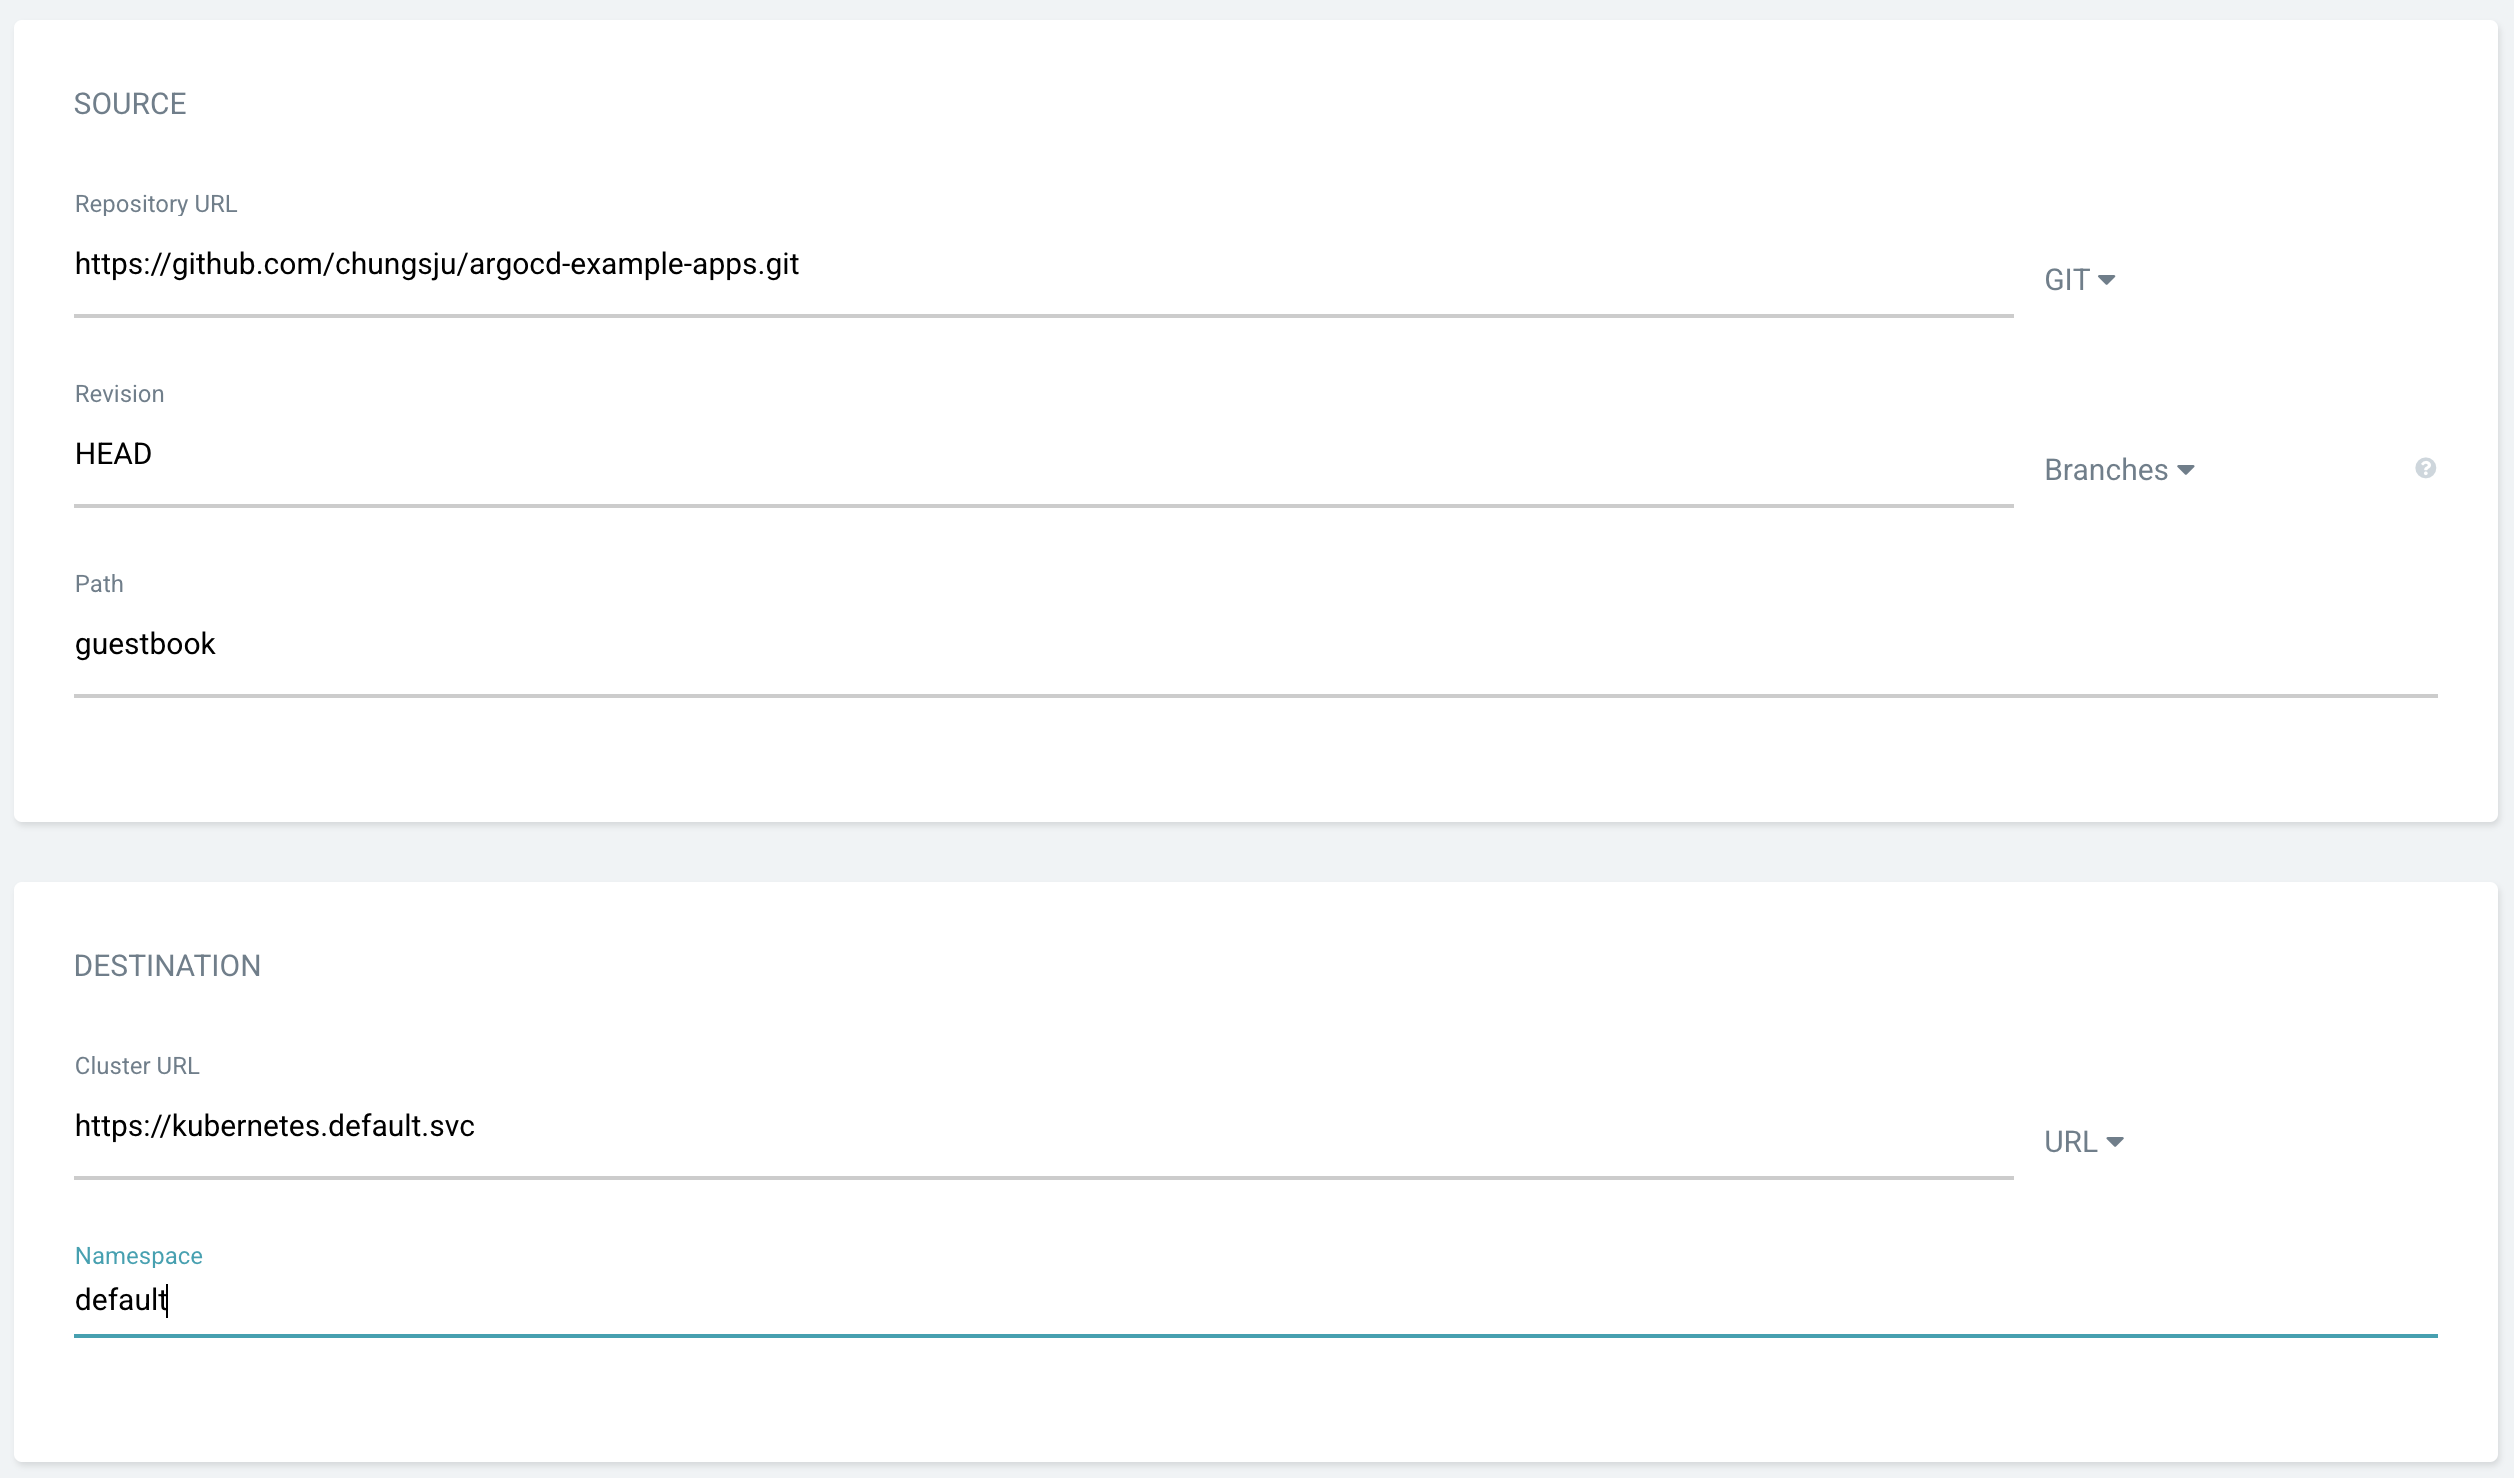 SOURCE
Repository URL
https://github.com/chungsju/argocd-example-apps.git
GIT
Revision
HEAD
Branches
?
Path
guestbook
DESTINATION
Cluster URL
https://kubernetes.default.svc
URL
Namespace
default